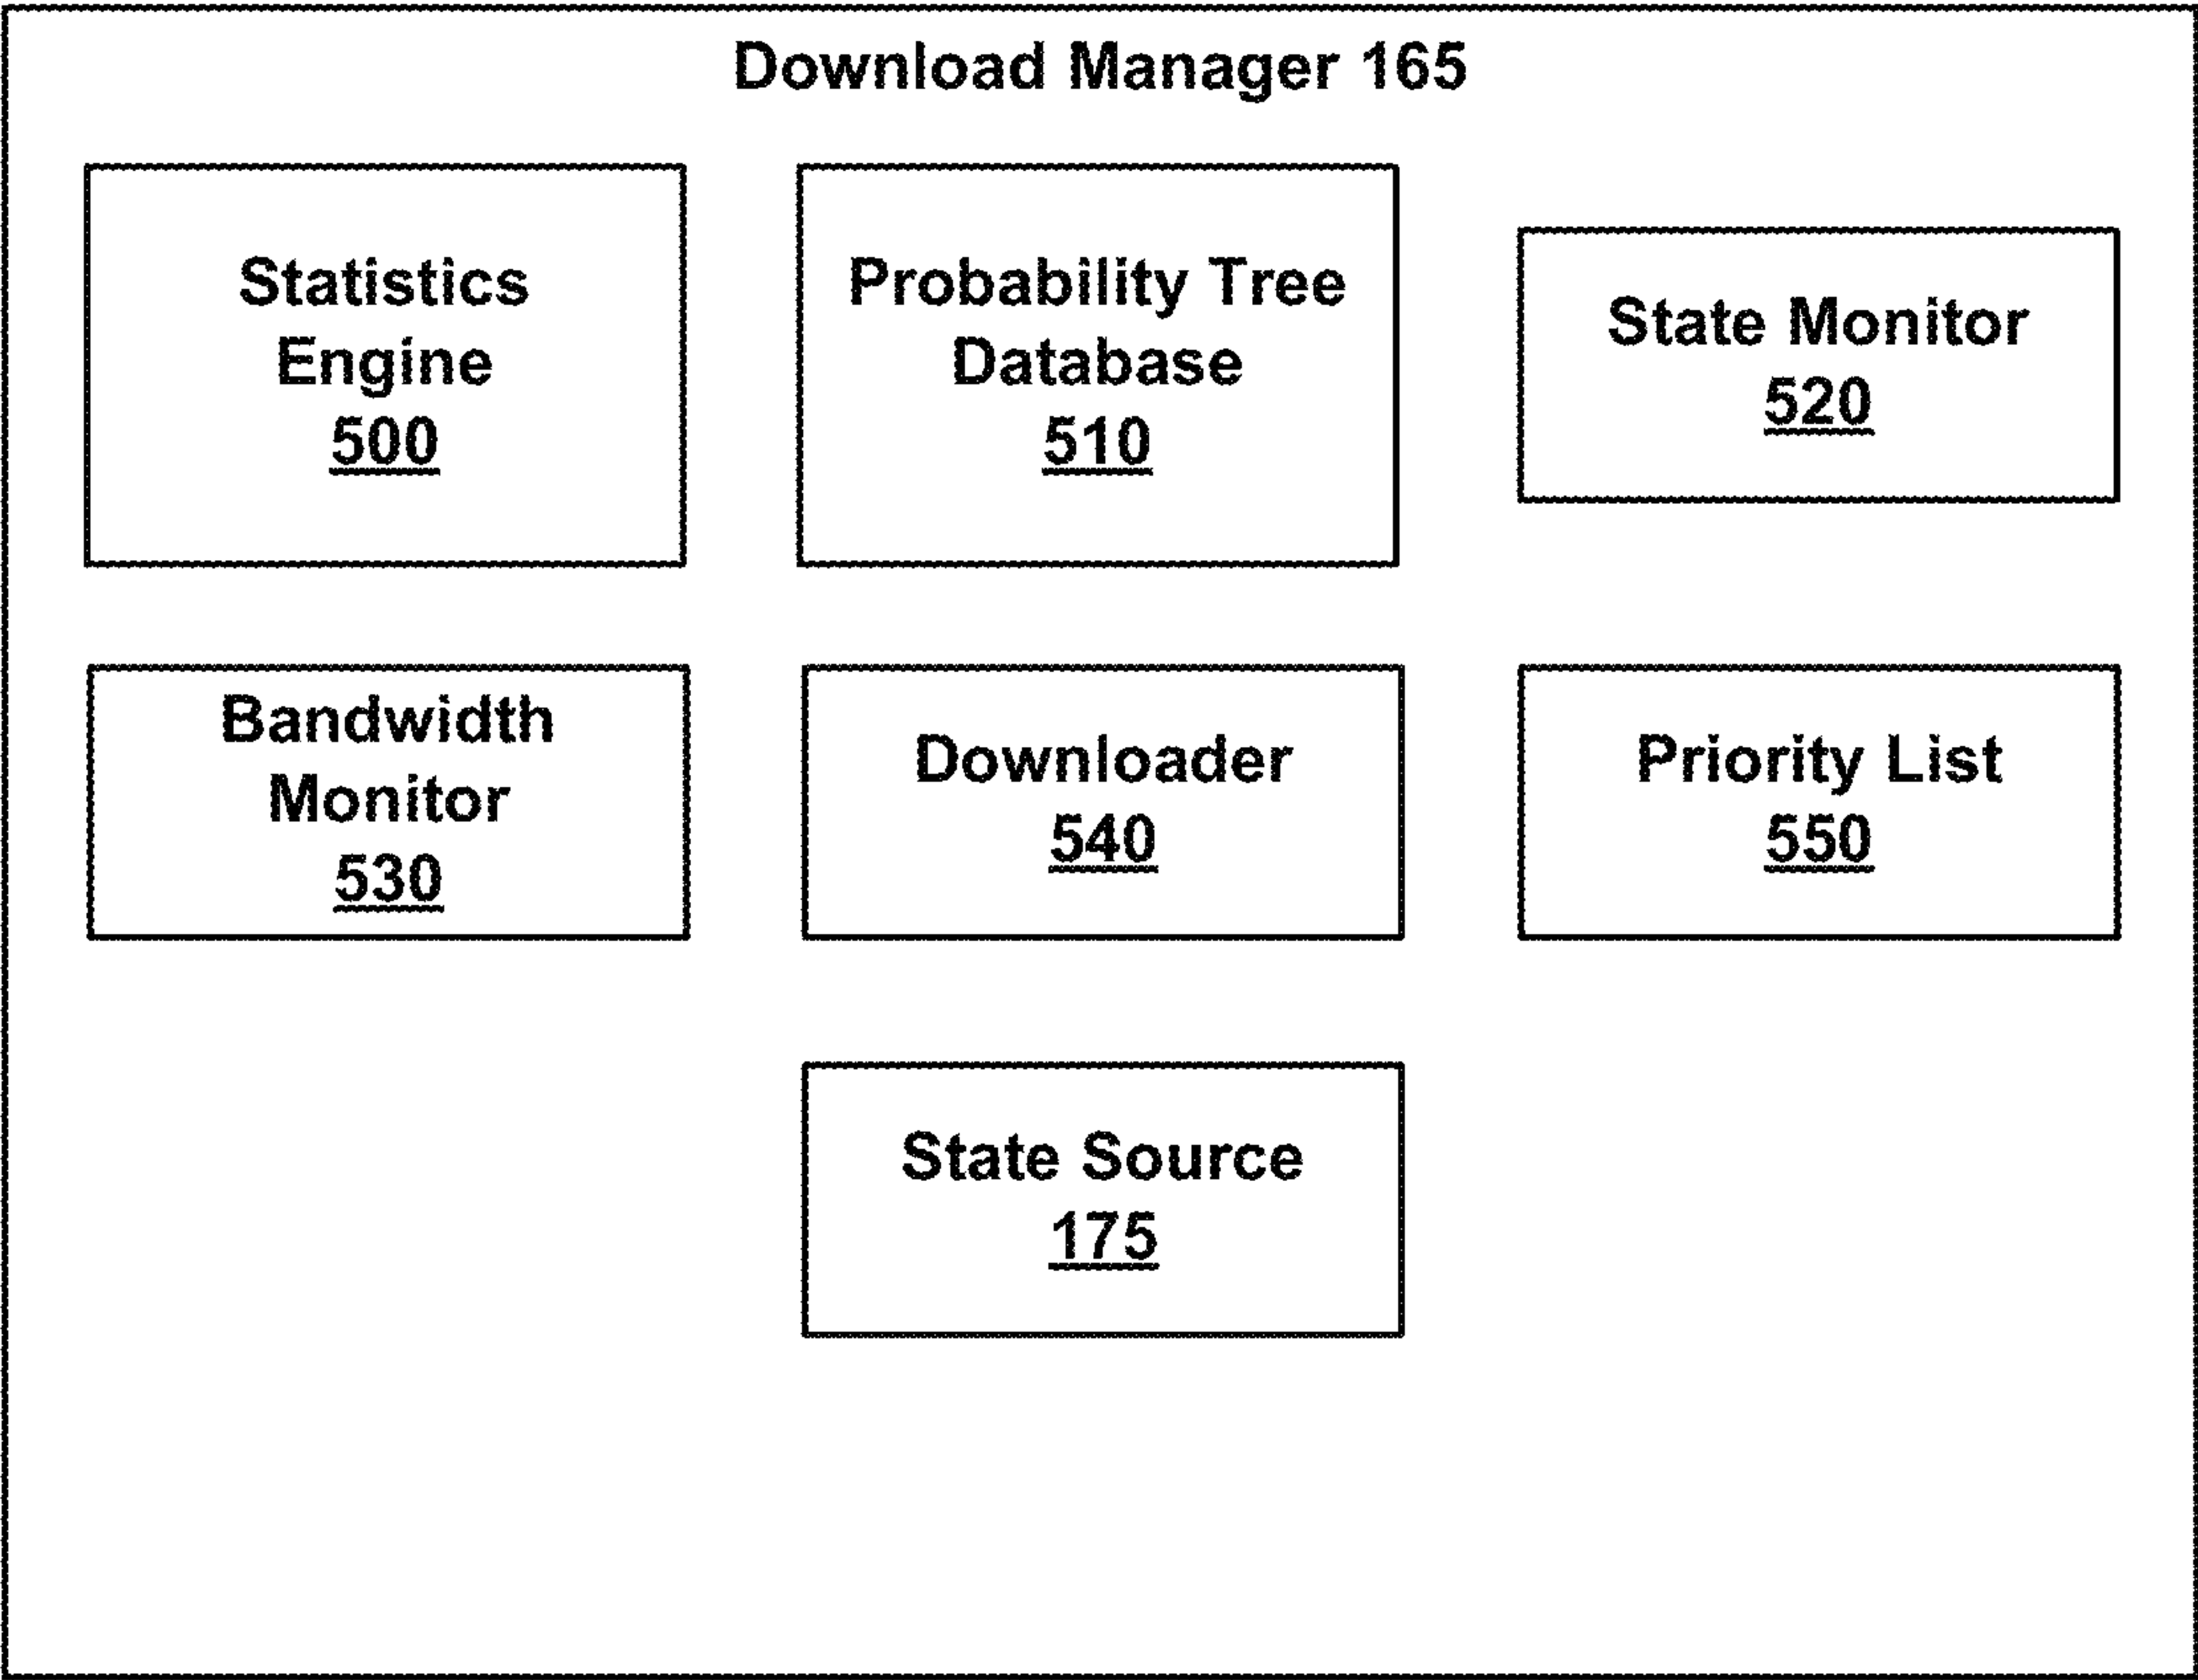 Download Manager 165
Statistics
Engine
500
Probability Tree
Database
510
State Monitor
520
Bandwidth
Monitor
530
Downloader
540
Priority List
550
State Source
175